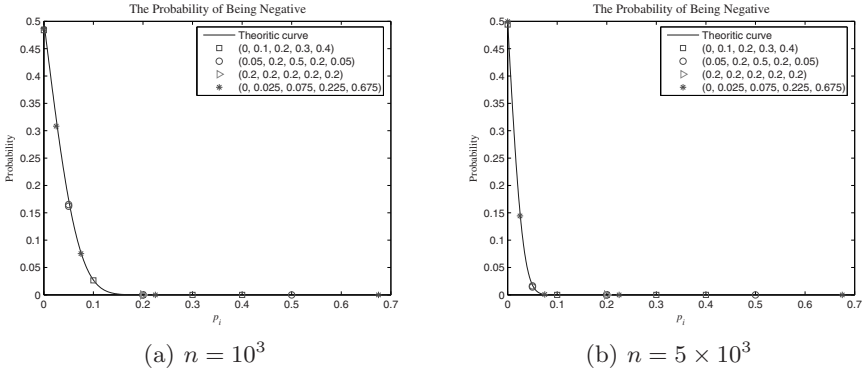 The Probability of Being Negative
Theoritic curve
(0, 0.1, 0.2, 0.3, 0.4)
(0.05, 0.2, 0.5, 0.2, 0.05)
(0.2, 0.2, 0.2, 0.2, 0.2)
(0, 0.025, 0.075, 0.225, 0.675)
Probability
0.5
0.45
0.4
0.35
0.3
0.25
0.2
0.15
0.1
0.05
0
0 0.1 0.2 0.3 0.4 0.5 0.6 0.7
p_i
(a) n = 10³
The Probability of Being Negative
Theoritic curve
(0, 0.1, 0.2, 0.3, 0.4)
(0.05, 0.2, 0.5, 0.2, 0.05)
(0.2, 0.2, 0.2, 0.2, 0.2)
(0, 0.025, 0.075, 0.225, 0.675)
Probability
0.5
0.45
0.4
0.35
0.3
0.25
0.2
0.15
0.1
0.05
0
0 0.1 0.2 0.3 0.4 0.5 0.6 0.7
p_i
(b) n = 5 × 10³